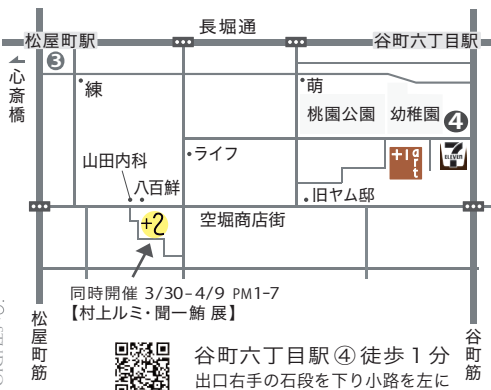 長堀通
松屋町駅
谷町六丁目駅
3
心斎橋
練
萌
桃園公園
幼稚園
4
+1art
7
ELEVEN
山田内科
ライフ
八百鮮
旧ヤム邸
+2
空堀商店街
同時開催 3/30-4/9 PM1-7
【村上ルミ・聞一鮪 展】
松屋町筋
谷町筋
谷町六丁目駅④徒歩1分
出口右手の石段を下り小路を左に